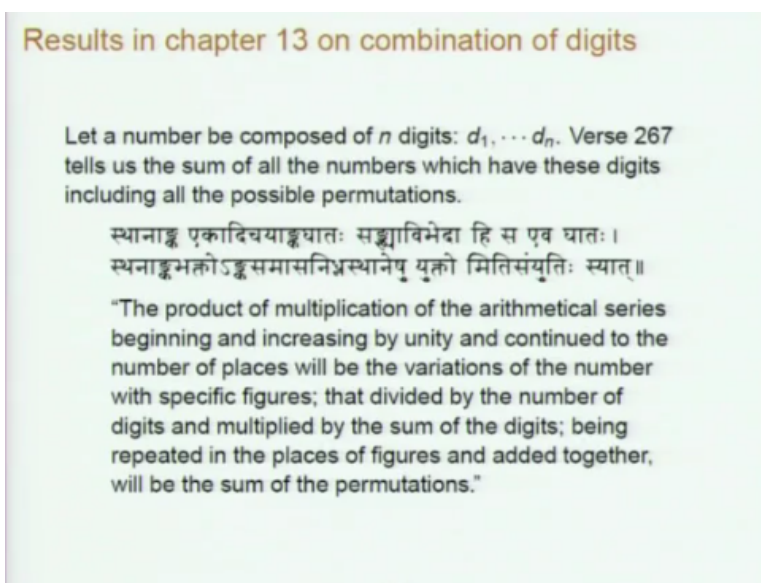 Results in chapter 13 on combination of digits
Let a number be composed of n digits: d₁, ⋯ dₙ. Verse 267
tells us the sum of all the numbers which have these digits
including all the possible permutations.
स्थानाङ्क एकादिचयाङ्कघातः सङ्ख्याविभेदा हि स एव घातः।
स्थनाङ्कभक्तोऽङ्कसमासनिघ्नस्थानेषु युक्तो मितिसंयुतिः स्यात्॥
“The product of multiplication of the arithmetical series
beginning and increasing by unity and continued to the
number of places will be the variations of the number
with specific figures; that divided by the number of
digits and multiplied by the sum of the digits; being
repeated in the places of figures and added together,
will be the sum of the permutations.”